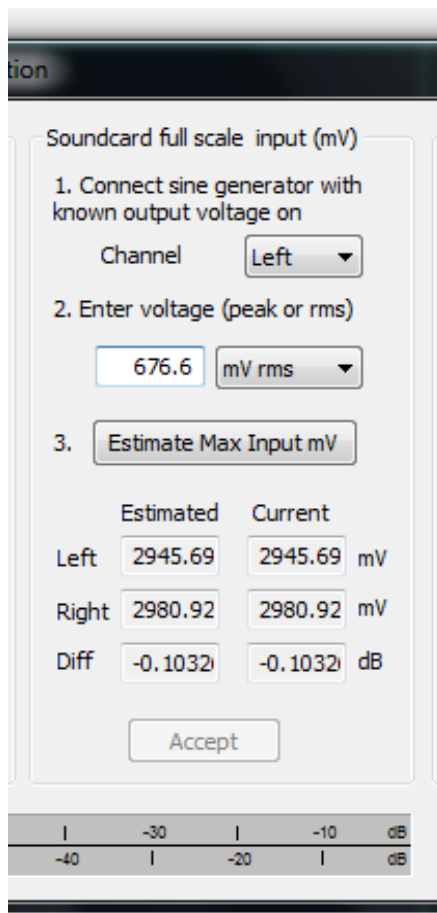 tion
Soundcard full scale input (mV)
1. Connect sine generator with
known output voltage on
Channel Left
2. Enter voltage (peak or rms)
676.6 mV rms
3. Estimate Max Input mV
Estimated Current
Left 2945.69 2945.69 mV
Right 2980.92 2980.92 mV
Diff -0.1032 -0.1032 dB
Accept
-30 -10 dB
-40 -20 dB